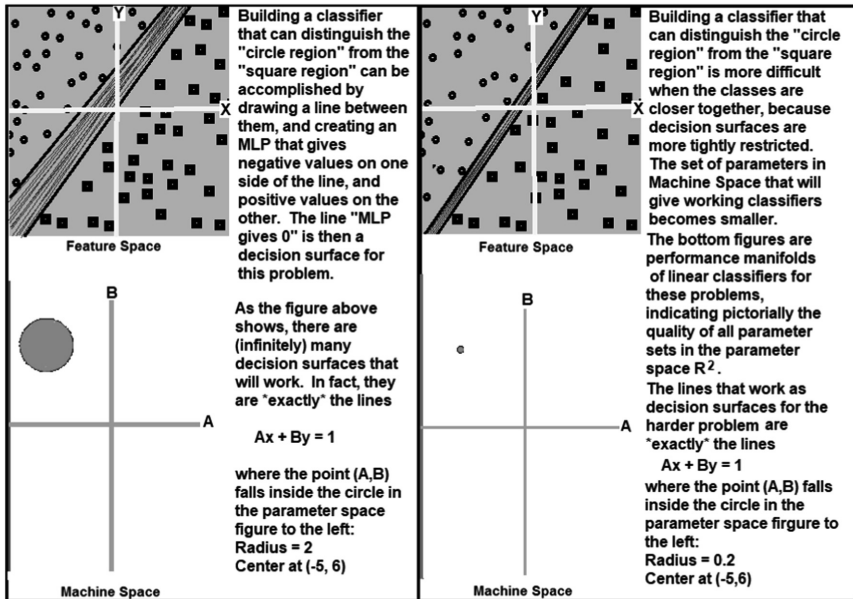 Y
X
Feature Space
Building a classifier
that can distinguish the
"circle region" from the
"square region" can be
accomplished by
drawing a line between
them, and creating an
MLP that gives
negative values on one
side of the line, and
positive values on the
other. The line "MLP
gives 0" is then a
decision surface for
this problem.
As the figure above
shows, there are
(infinitely) many
decision surfaces that
will work. In fact, they
are *exactly* the lines
Ax + By = 1
where the point (A,B)
falls inside the circle in
the parameter space
figure to the left:
Radius = 2
Center at (-5, 6)
B
A
Machine Space
Y
X
Feature Space
Building a classifier that
can distinguish the "circle
region" from the "square
region" is more difficult
when the classes are
closer together, because
decision surfaces are
more tightly restricted.
The set of parameters in
Machine Space that will
give working classifiers
becomes smaller.
The bottom figures are
performance manifolds
of linear classifiers for
these problems,
indicating pictorially the
quality of all parameter
sets in the parameter
space R².
The lines that work as
decision surfaces for the
harder problem are
*exactly* the lines
Ax + By = 1
where the point (A,B) falls
inside the circle in the
parameter space firgure to
the left:
Radius = 0.2
Center at (-5,6)
B
A
Machine Space